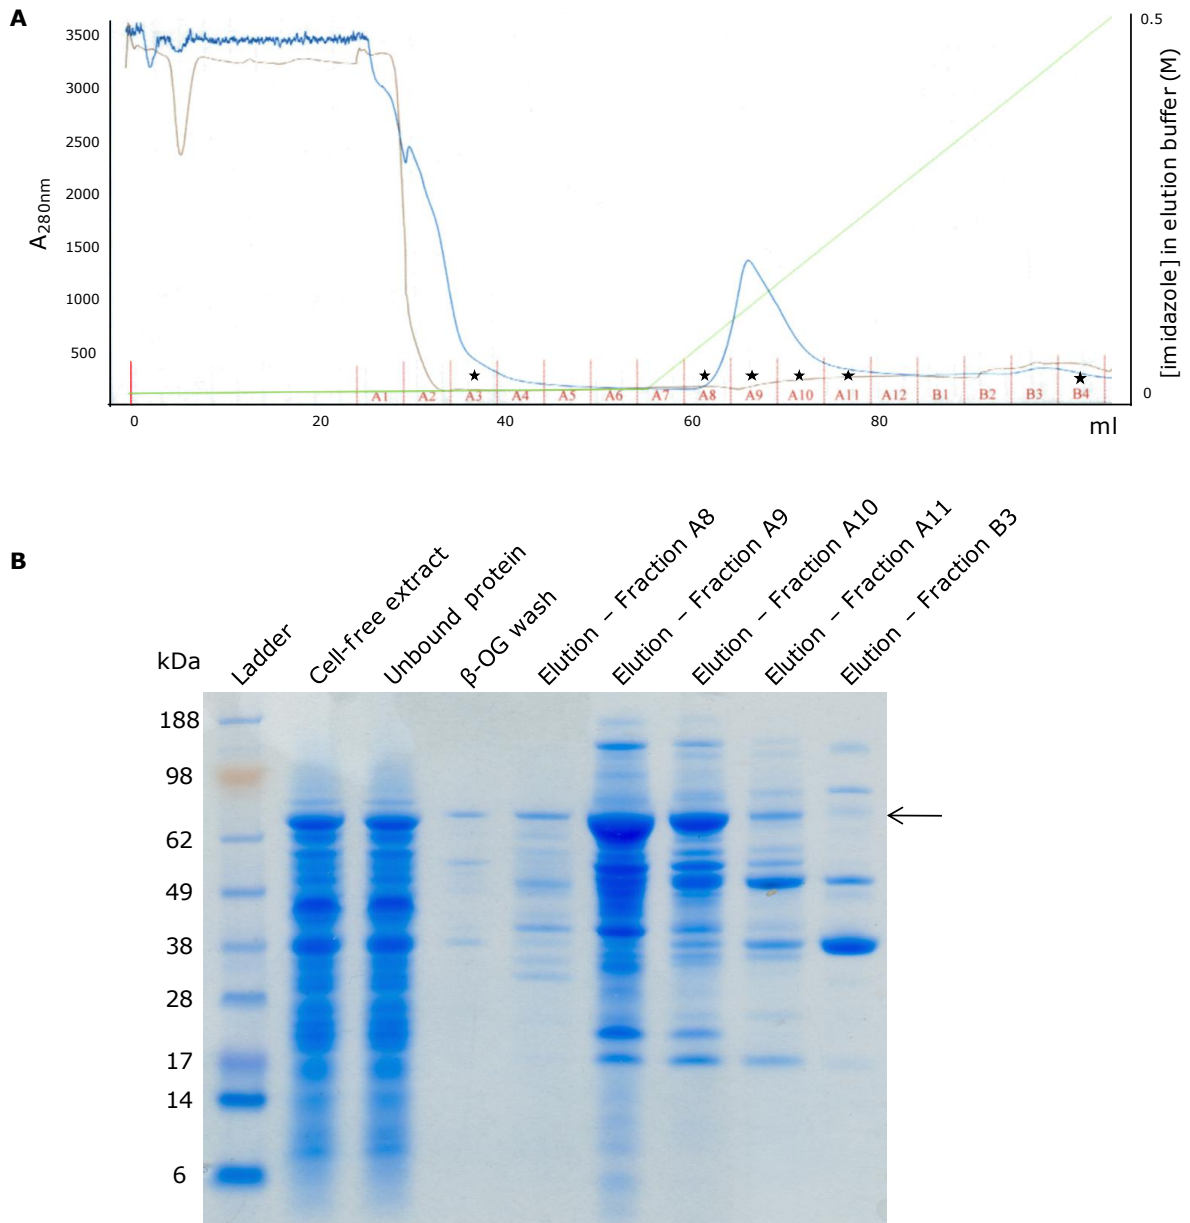 A
3500
3000
2500
2000
1500
1000
500
A280nm
0.5
0
[imidazole] in elution buffer (M)
A1 A2 A3 A4 A5 A6 A7 A8 A9 A10 A11 A12 B1 B2 B3 B4
0 20 40 60 80 ml
B
kDa
Ladder
Cell-free extract
Unbound protein
β-OG wash
Elution – Fraction A8
Elution – Fraction A9
Elution – Fraction A10
Elution – Fraction A11
Elution – Fraction B3
188
98
62
49
38
28
17
14
6